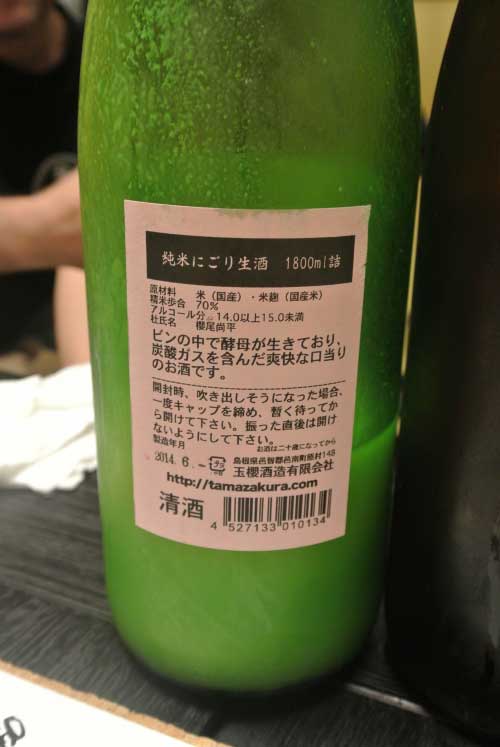 純米にごり生酒 1800ml詰
原材料 米(国産)・米麹(国産米)
精米歩合 70%
アルコール分 14.0以上15.0未満
杜氏名 櫻尾尚平
ビンの中で酵母が生きており、
炭酸ガスを含んだ爽快な口当り
のお酒です。
開封時、吹き出しそうになった場合、
一度キャップを締め、暫く待ってか
ら開けて下さい。振った直後は開け
ないようにして下さい。
お酒は二十歳になってから
製造年月
2014.6.
島根県邑智郡邑南町原村148
玉櫻酒造有限会社
http://tamazakura.com
清酒
4 527133 010134